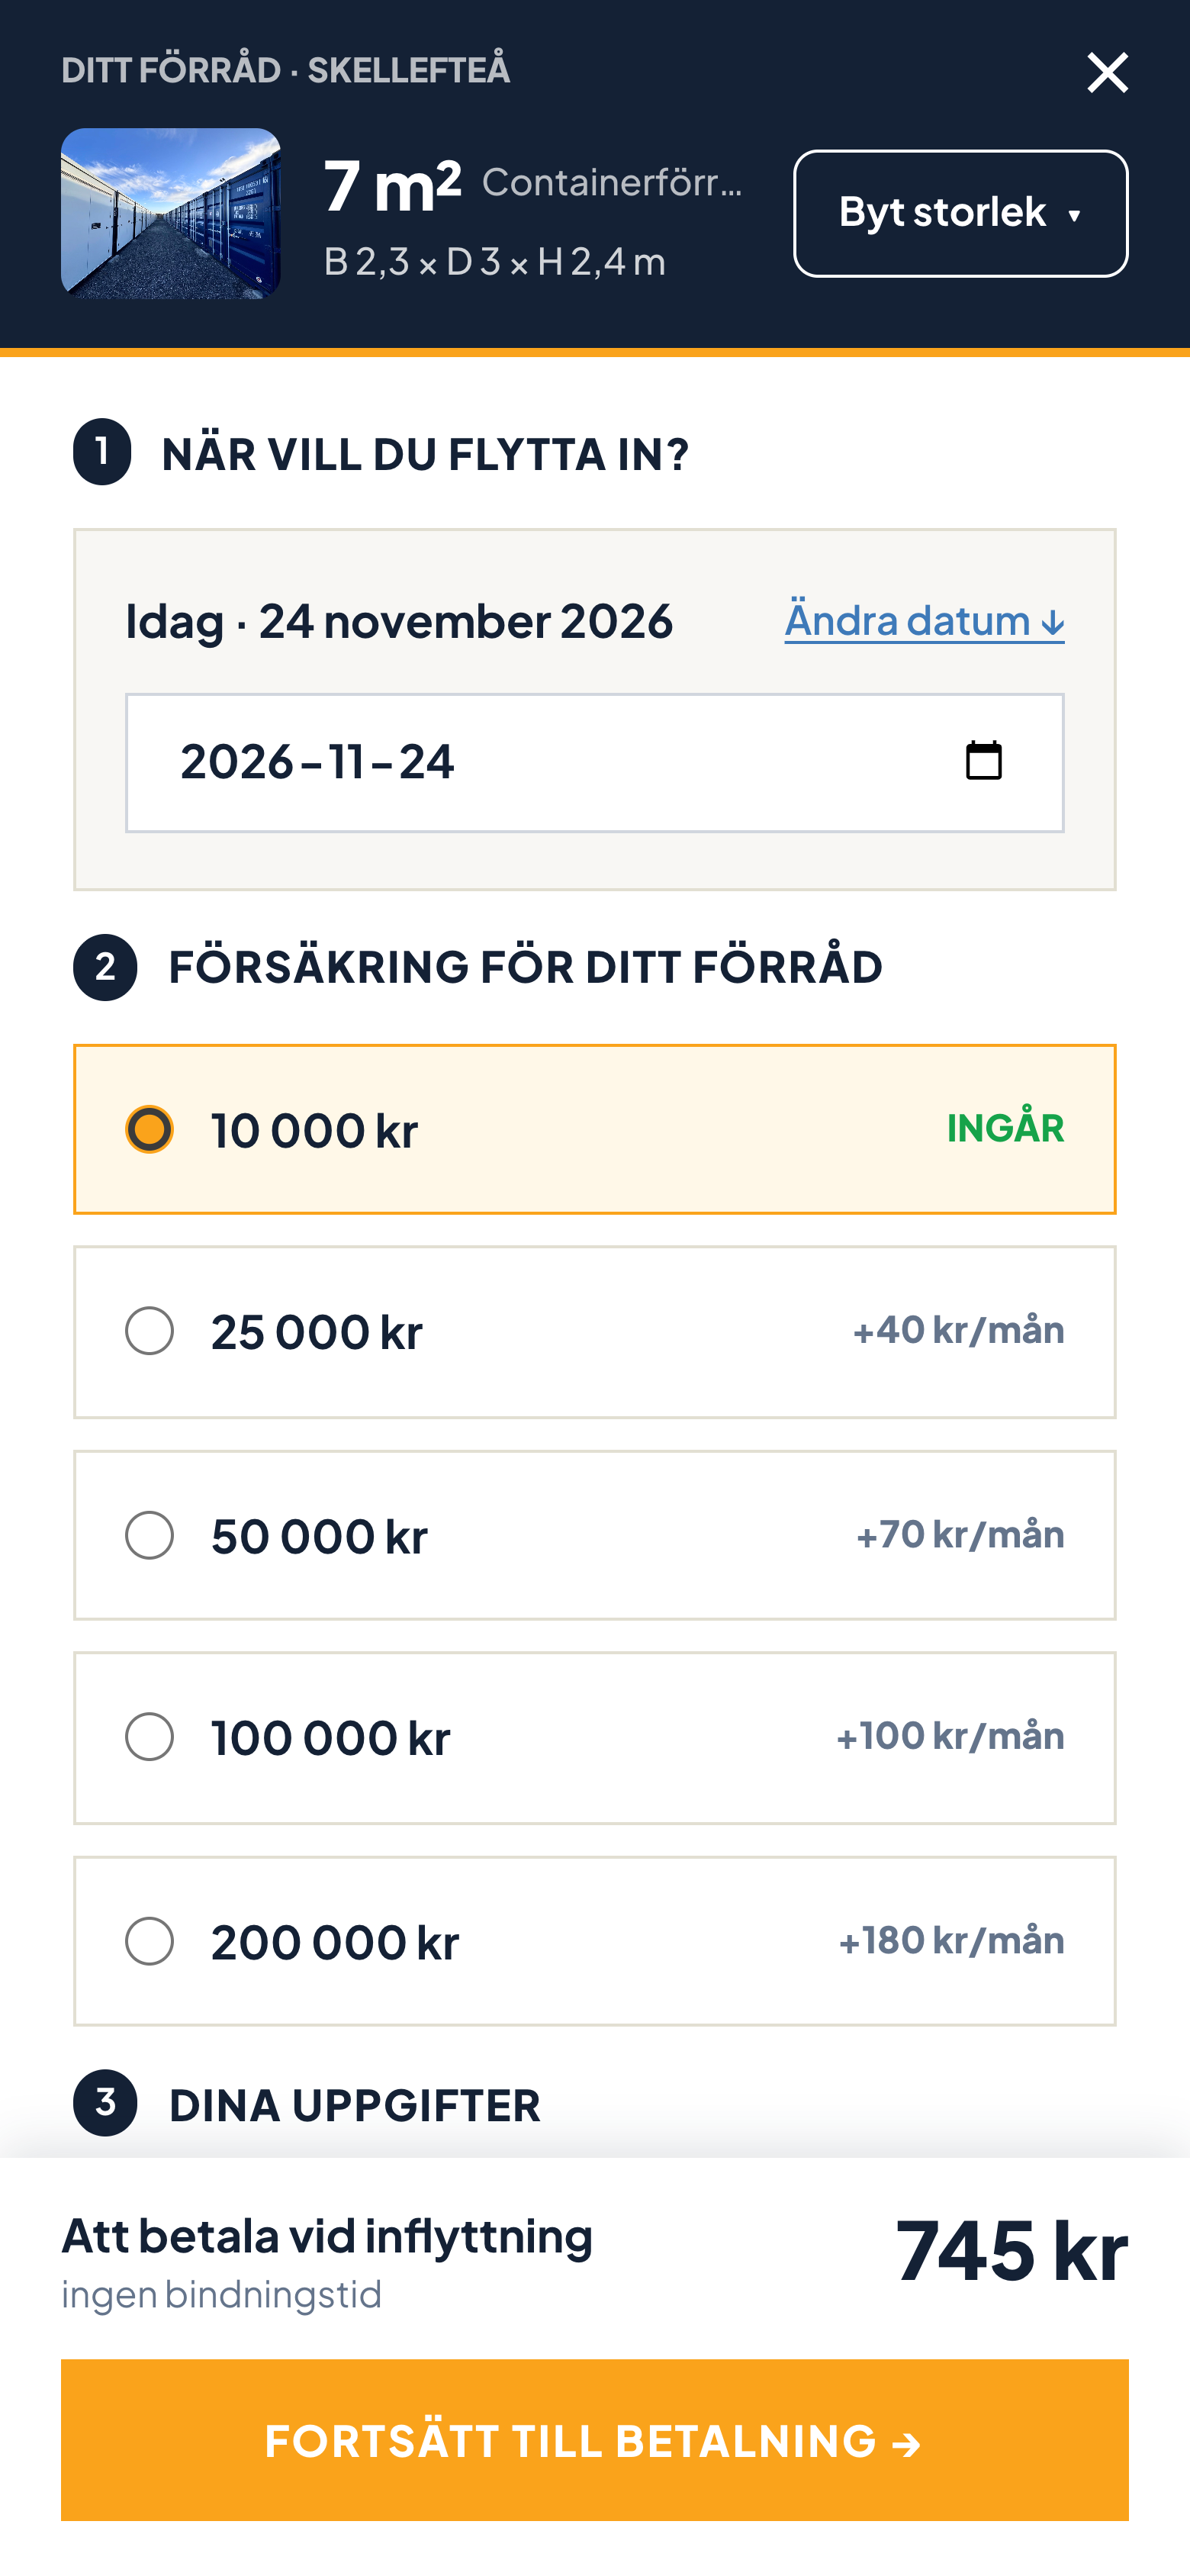 DITT FÖRRÅD · SKELLEFTEÅ
7 m² Containerförr...
B 2,3 × D 3 × H 2,4 m
Byt storlek ▾
1 NÄR VILL DU FLYTTA IN?
Idag · 24 november 2026 Ändra datum ↓
2026-11-24
2 FÖRSÄKRING FÖR DITT FÖRRÅD
10 000 kr INGÅR
25 000 kr +40 kr/mån
50 000 kr +70 kr/mån
100 000 kr +100 kr/mån
200 000 kr +180 kr/mån
3 DINA UPPGIFTER
Att betala vid inflyttning 745 kr
ingen bindningstid
FORTSÄTT TILL BETALNING →